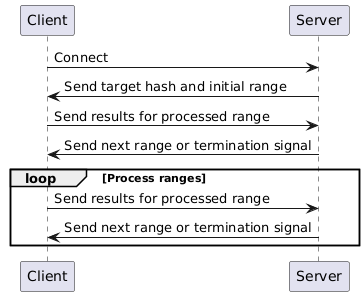 Client Server
Connect
Send target hash and initial range
Send results for processed range
Send next range or termination signal
loop [Process ranges]
Send results for processed range
Send next range or termination signal
Client Server